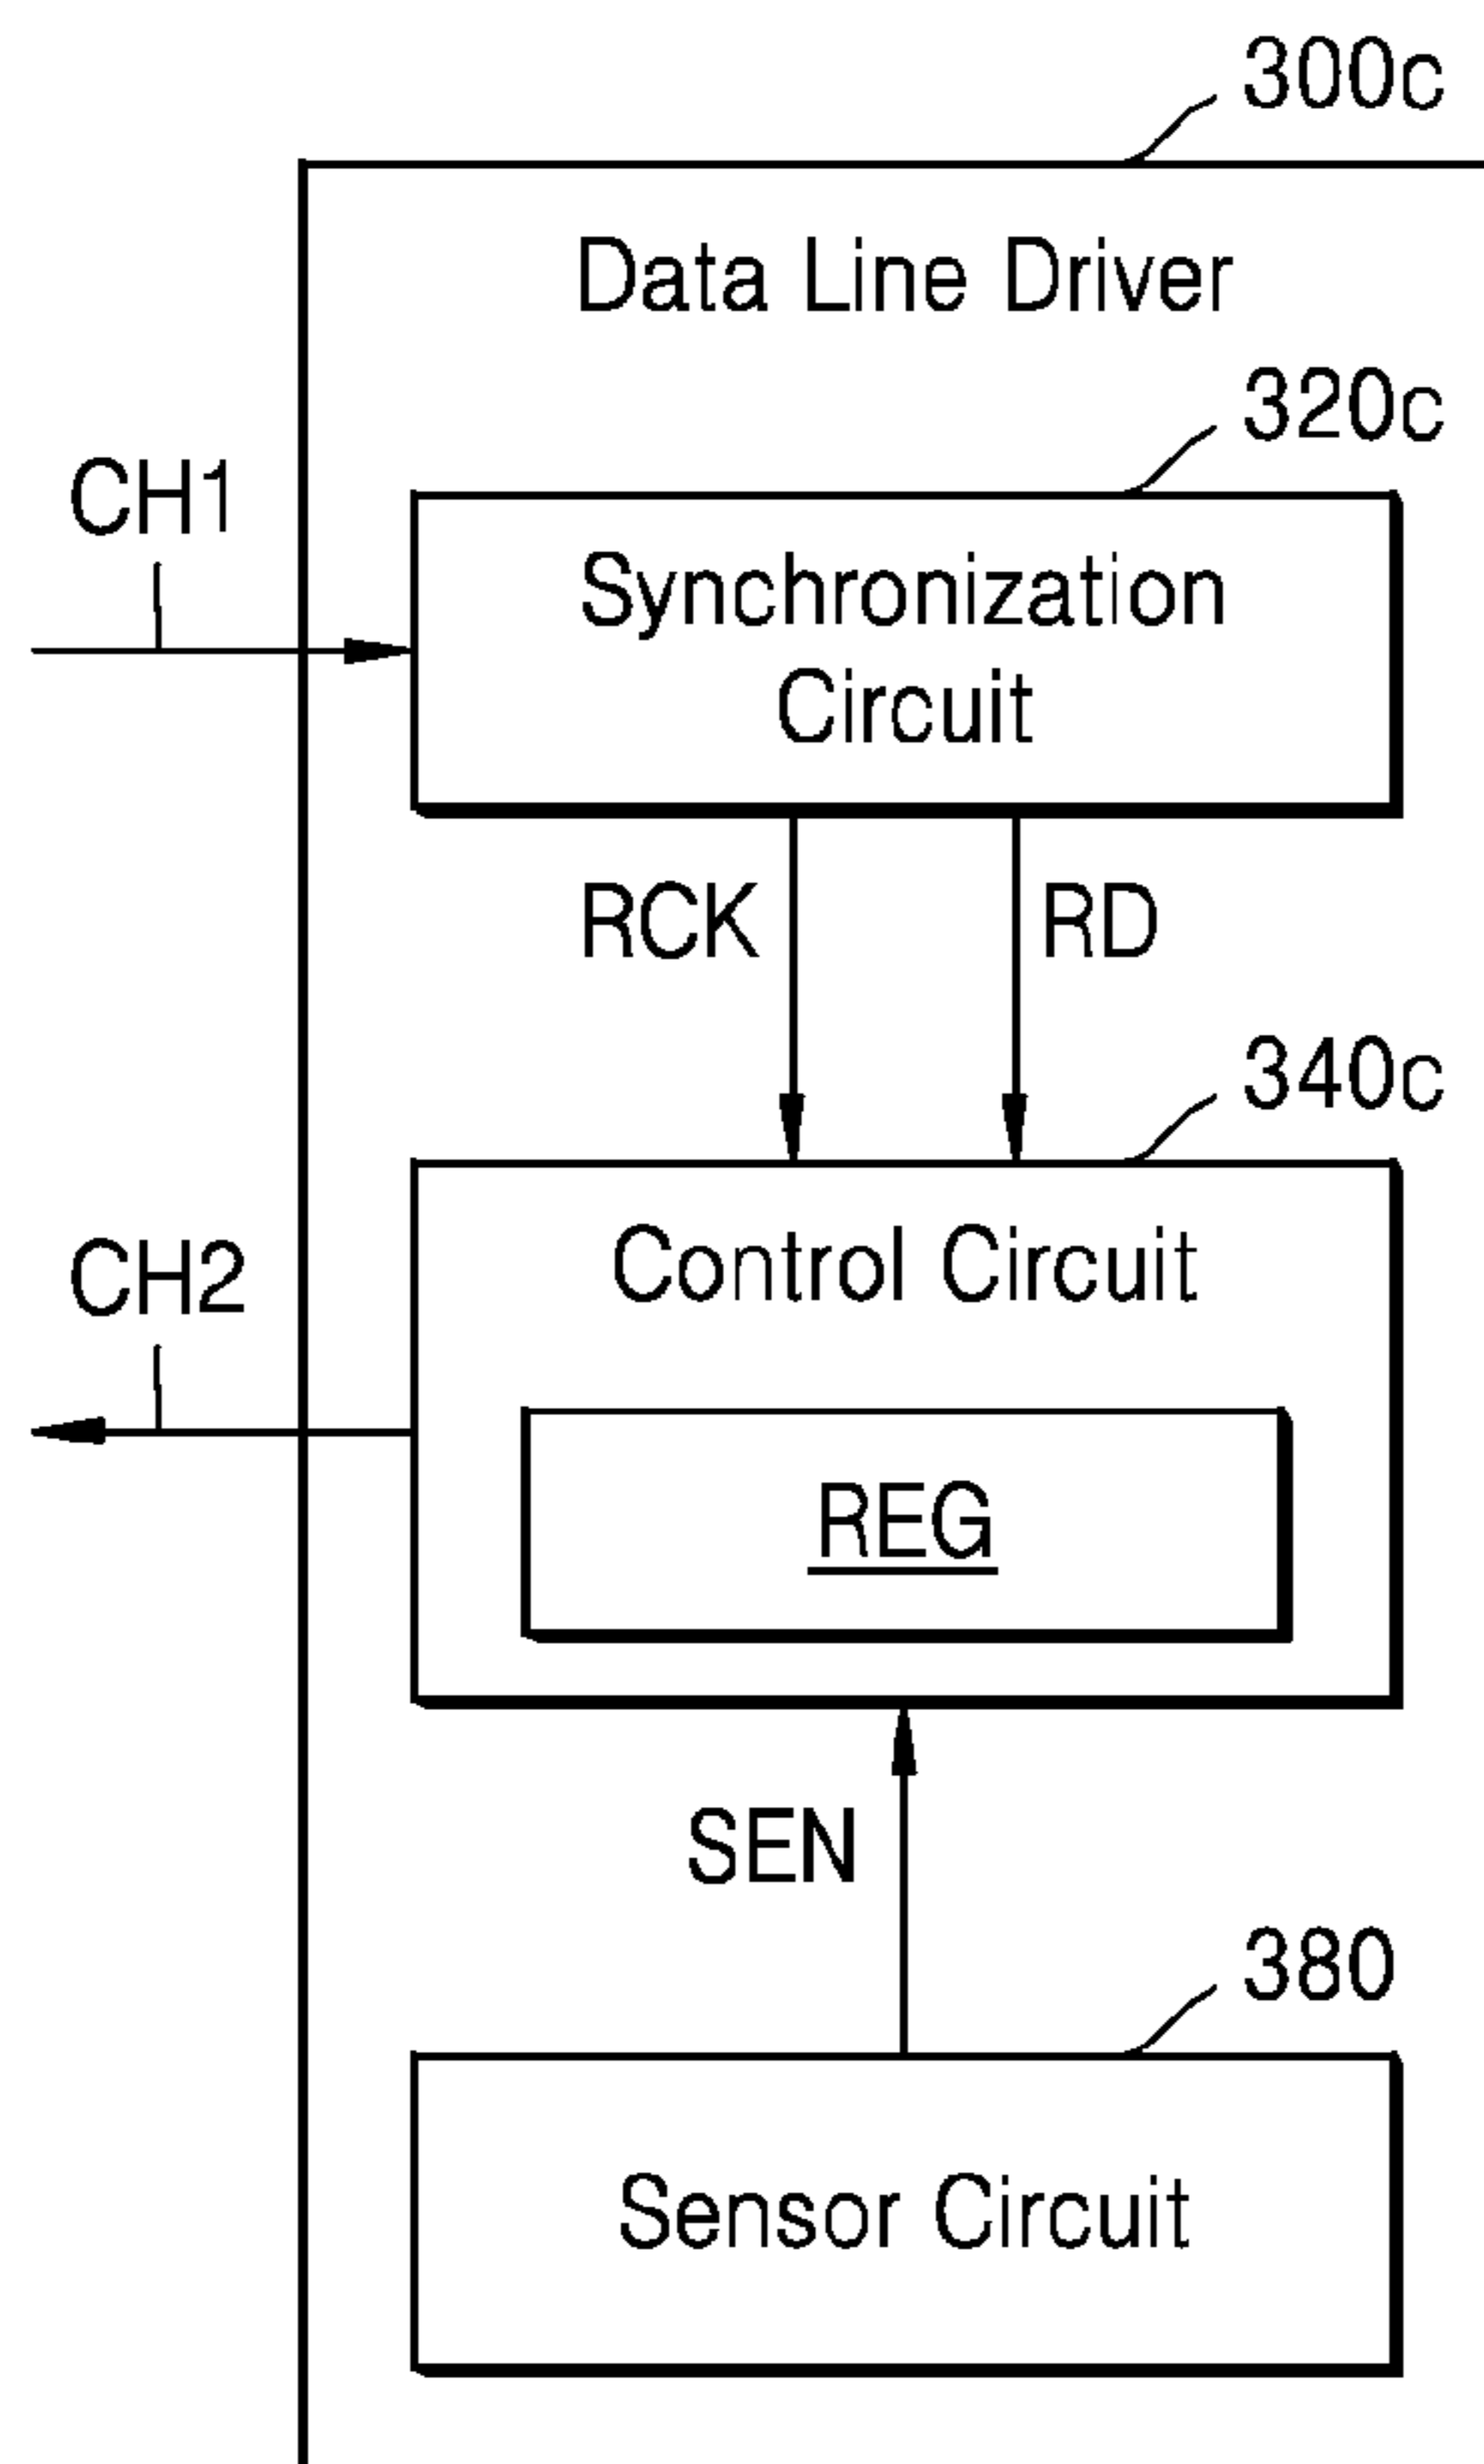 300c
Data Line Driver
320c
CH1
Synchronization
Circuit
RCK
RD
340c
CH2
Control Circuit
REG
SEN
380
Sensor Circuit